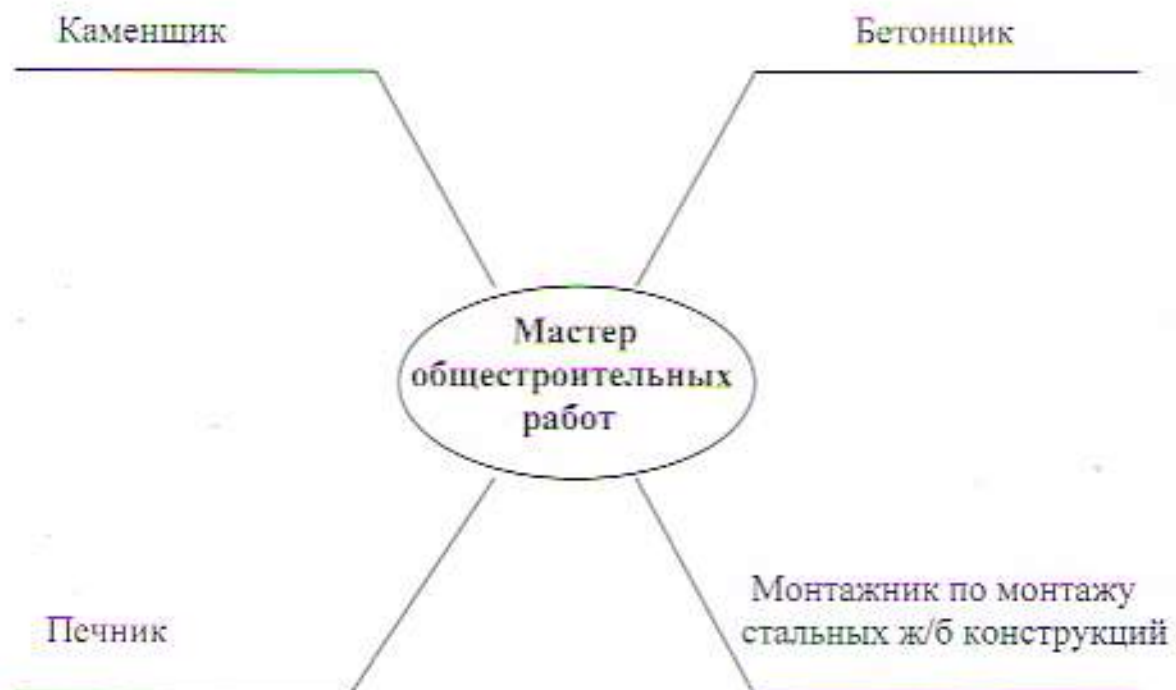 Каменщик
Бетонщик
Мастер
общестроительных
работ
Печник
Монтажник по монтажу
стальных ж/б конструкций